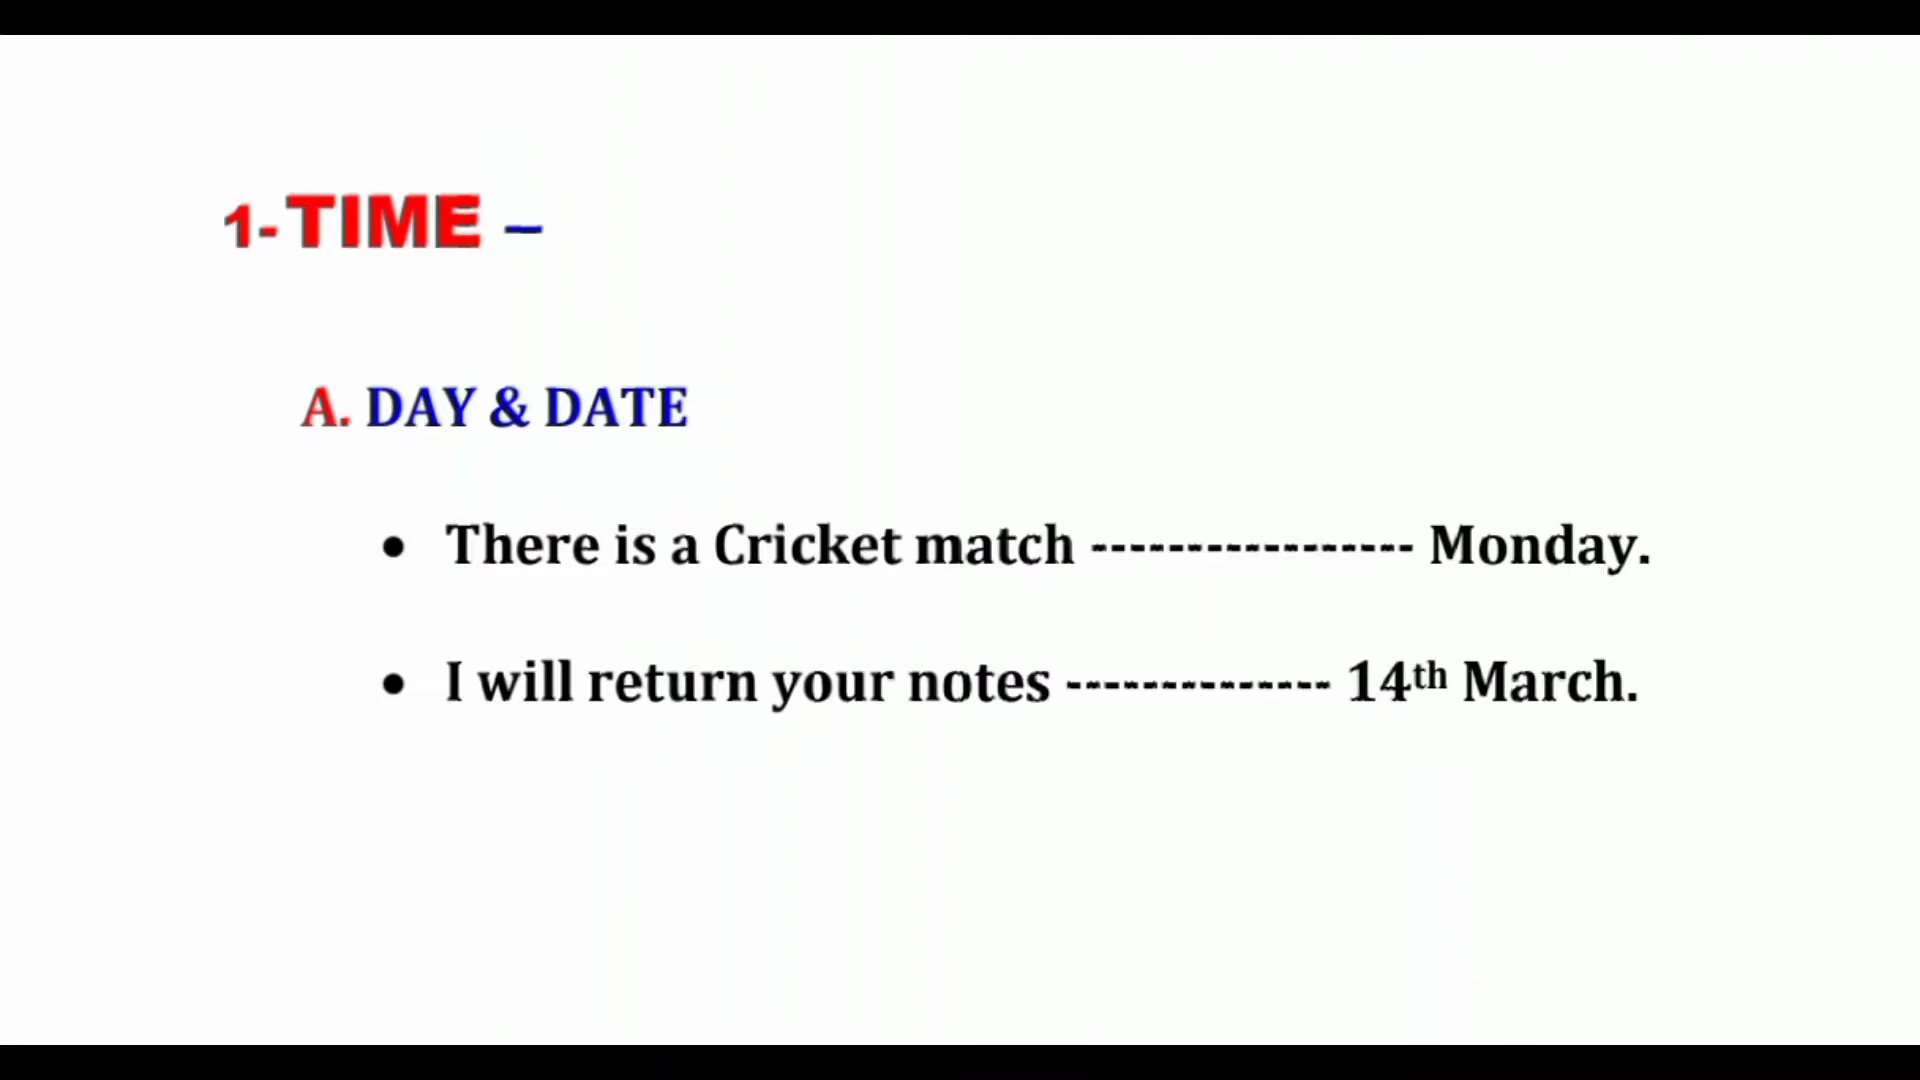 1- TIME –
A. DAY & DATE
• There is a Cricket match ----------------- Monday.
• I will return your notes -------------- 14th March.